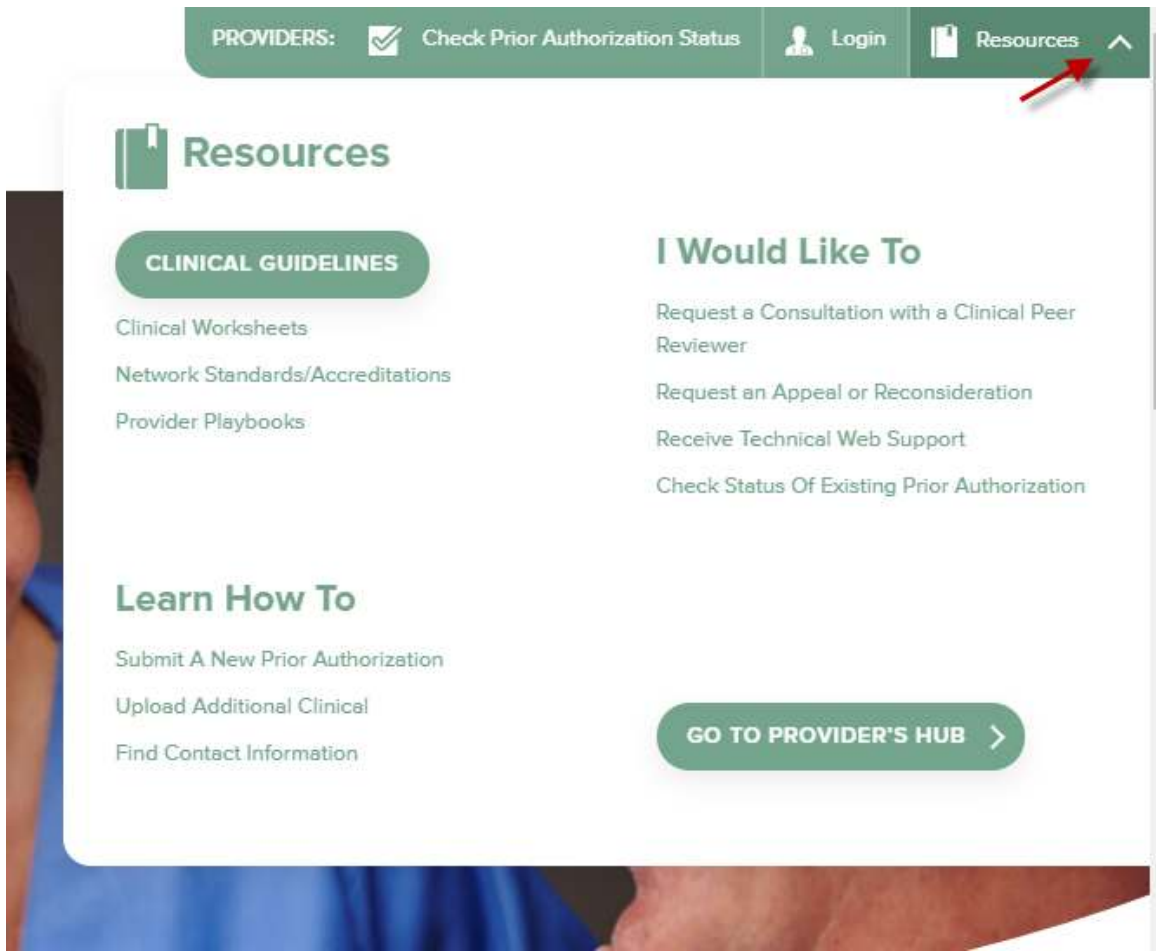 PROVIDERS: Check Prior Authorization Status Login Resources
Resources
CLINICAL GUIDELINES
Clinical Worksheets
Network Standards/Accreditations
Provider Playbooks
I Would Like To
Request a Consultation with a Clinical Peer
Reviewer
Request an Appeal or Reconsideration
Receive Technical Web Support
Check Status Of Existing Prior Authorization
Learn How To
Submit A New Prior Authorization
Upload Additional Clinical
Find Contact Information
GO TO PROVIDER'S HUB